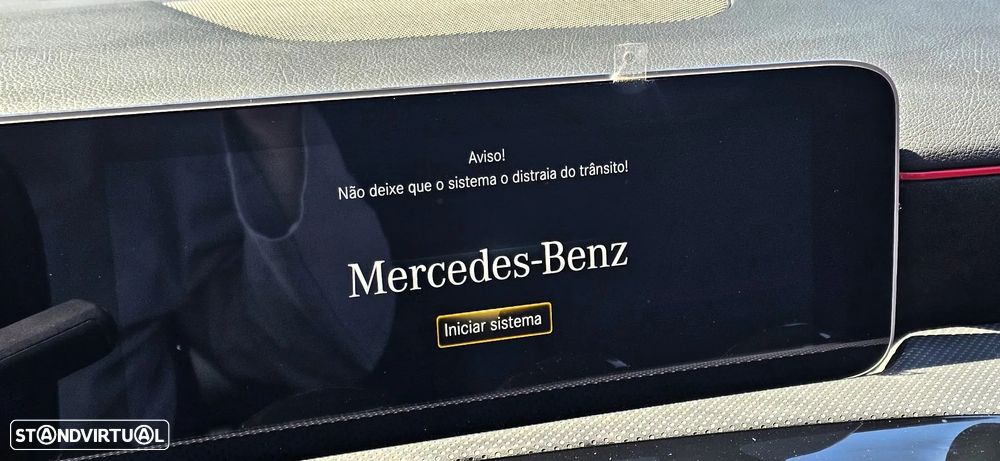 Aviso!
Não deixe que o sistema o distraia do trânsito!
Mercedes-Benz
Iniciar sistema
STANDVIRTUAL